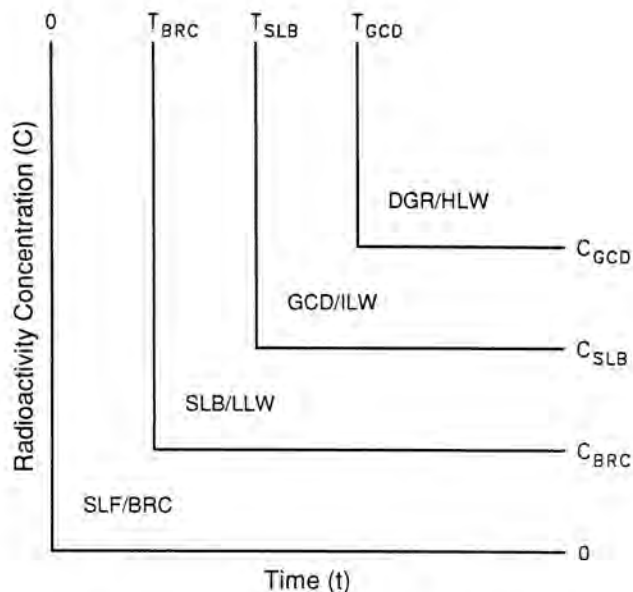 0 T_BRC T_SLB T_GCD
Radioactivity Concentration (C)
DGR/HLW
C_GCD
GCD/ILW
C_SLB
SLB/LLW
C_BRC
SLF/BRC
0
Time (t)